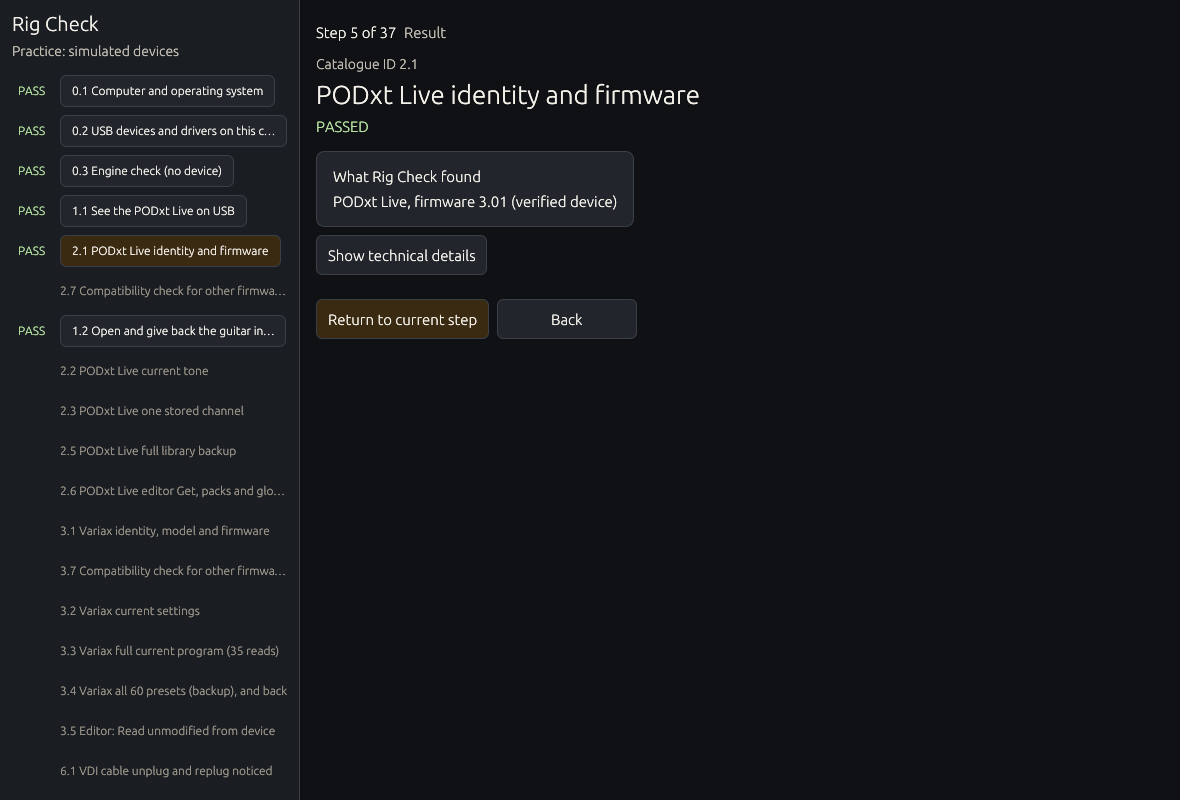 Rig Check
Practice: simulated devices
PASS 0.1 Computer and operating system
PASS 0.2 USB devices and drivers on this c…
PASS 0.3 Engine check (no device)
PASS 1.1 See the PODxt Live on USB
PASS 2.1 PODxt Live identity and firmware
2.7 Compatibility check for other firmwa…
PASS 1.2 Open and give back the guitar in…
2.2 PODxt Live current tone
2.3 PODxt Live one stored channel
2.5 PODxt Live full library backup
2.6 PODxt Live editor Get, packs and glo…
3.1 Variax identity, model and firmware
3.7 Compatibility check for other firmwa…
3.2 Variax current settings
3.3 Variax full current program (35 reads)
3.4 Variax all 60 presets (backup), and back
3.5 Editor: Read unmodified from device
6.1 VDI cable unplug and replug noticed
Step 5 of 37 Result
Catalogue ID 2.1
PODxt Live identity and firmware
PASSED
What Rig Check found
PODxt Live, firmware 3.01 (verified device)
Show technical details
Return to current step Back